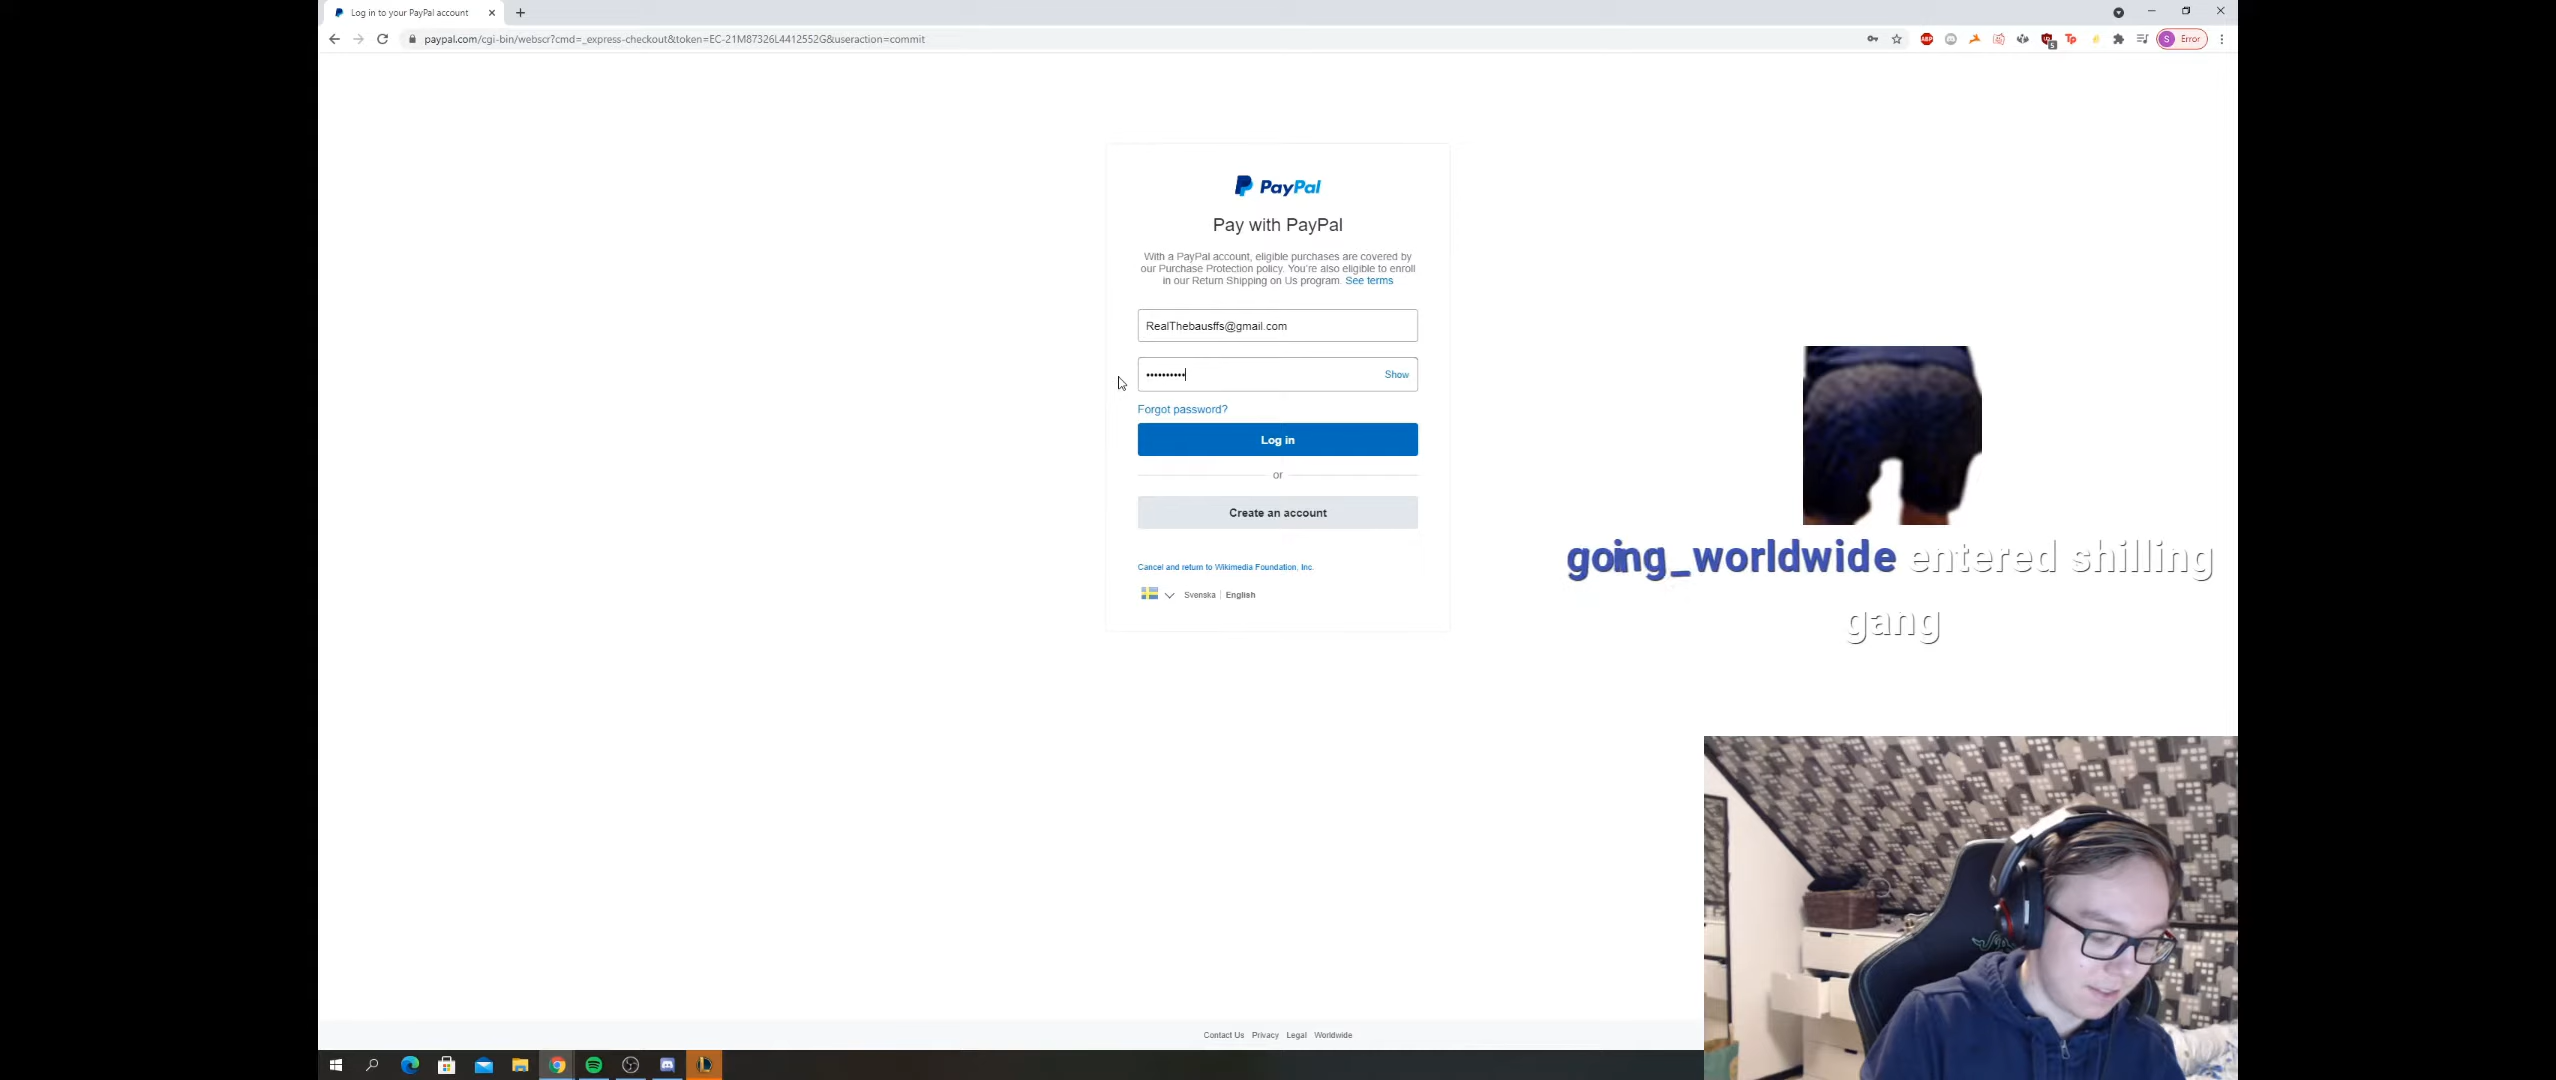 Log in to your PayPal account
paypal.com/cgi-bin/webscr?cmd=_express-checkout&token=EC-21M87326L4412552G&useraction=commit
ABP
5
Tp
S
Error
PayPal
Pay with PayPal
With a PayPal account, eligible purchases are covered by
our Purchase Protection policy. You're also eligible to enroll
in our Return Shipping on Us program. See terms
RealThebausffs@gmail.com
•••••••••• Show
Forgot password?
Log in
or
Create an account
Cancel and return to Wikimedia Foundation, Inc.
Svenska | English
going_worldwide entered shilling
gang
Contact Us Privacy Legal Worldwide